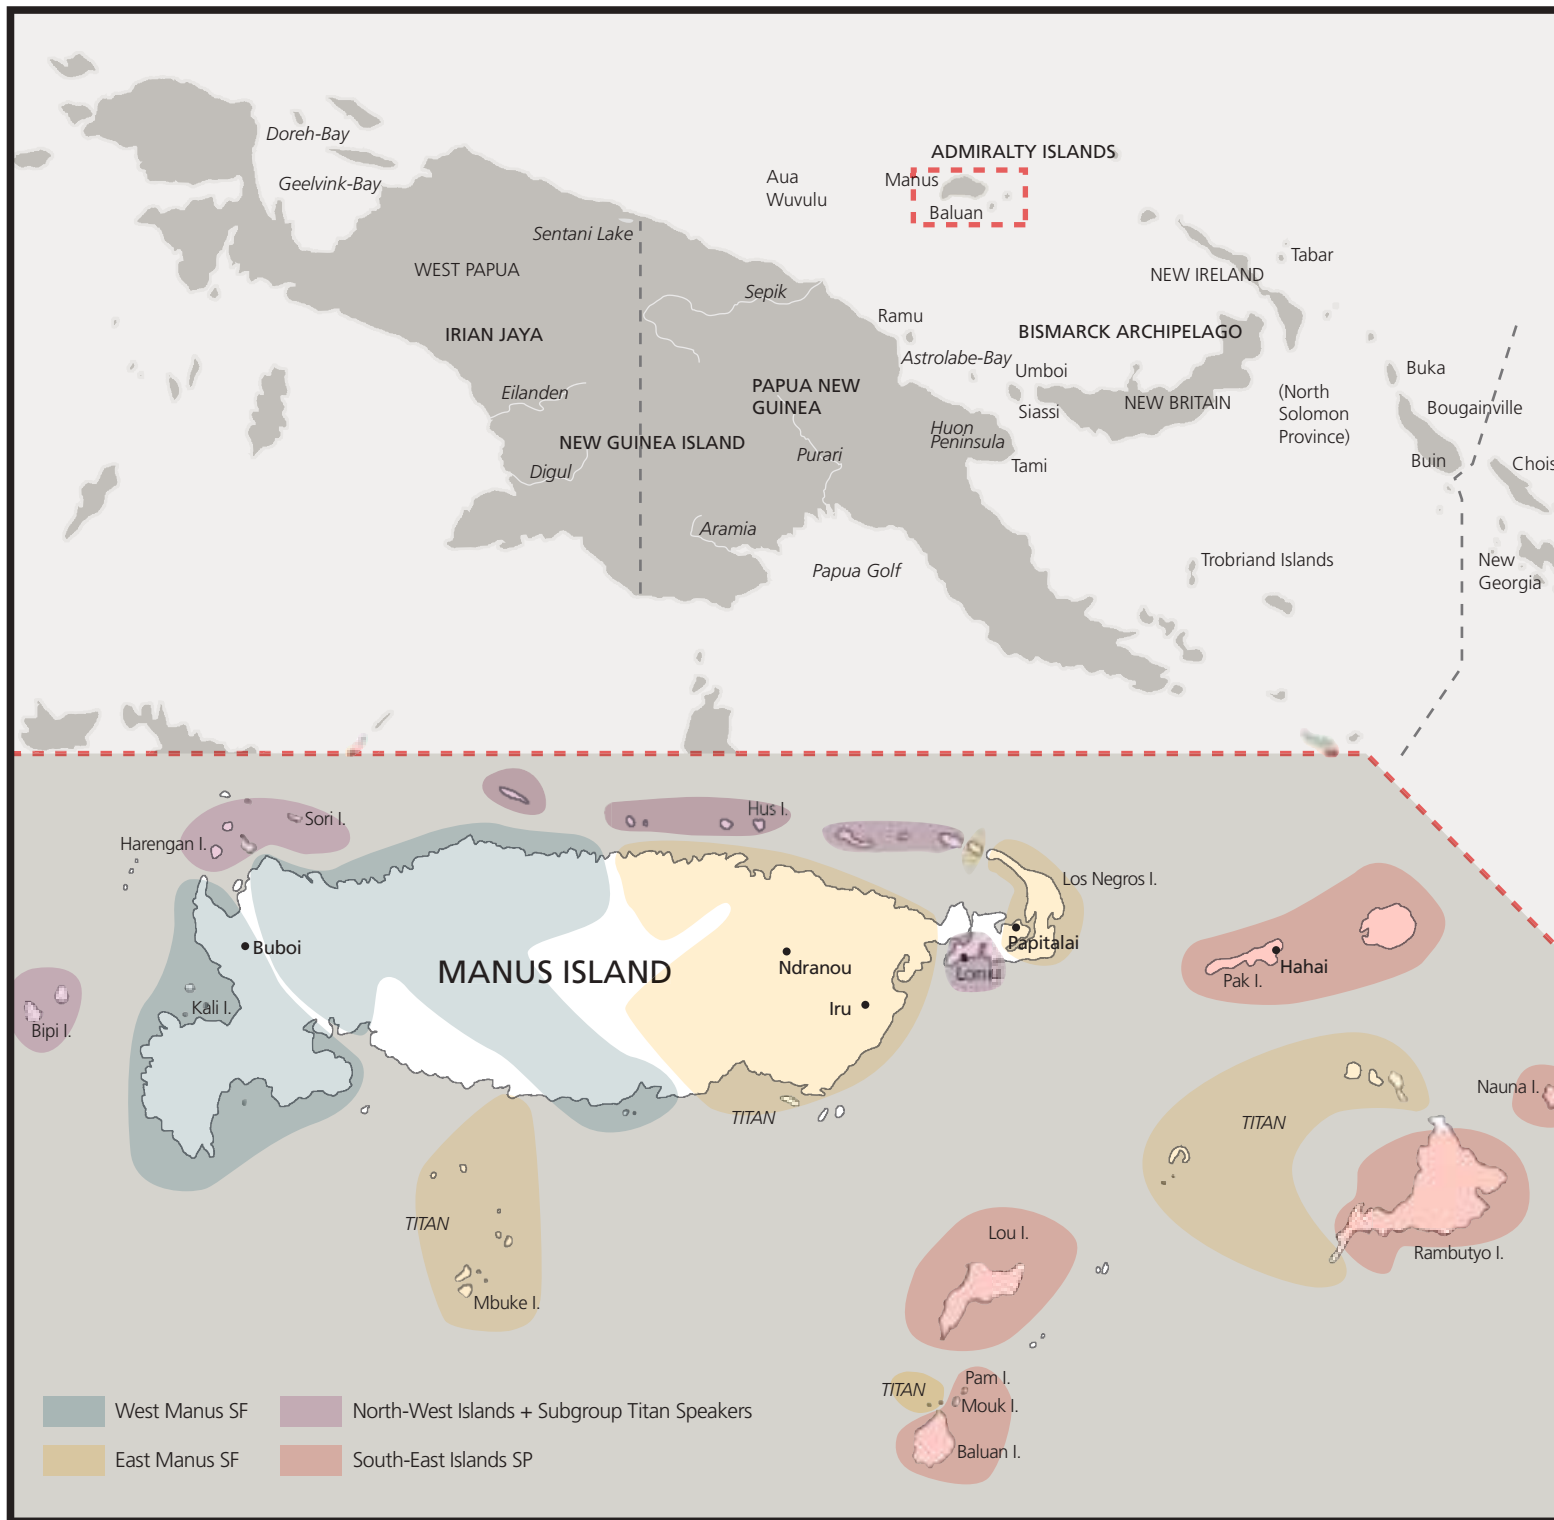 Doreh-Bay
Geelvink-Bay
ADMIRALTY ISLANDS
Aua
Wuvulu
Manus
Baluan
Sentani Lake
WEST PAPUA
Tabar
NEW IRELAND
Sepik
Ramu
IRIAN JAYA
BISMARCK ARCHIPELAGO
Astrolabe-Bay
Umboi
Buka
Eilanden
PAPUA NEW
GUINEA
Siassi
NEW BRITAIN
(North
Solomon
Province)
Bougainville
NEW GUINEA ISLAND
Huon
Peninsula
Purari
Digul
Tami
Buin
Chois
Aramia
Papua Golf
Trobriand Islands
New
Georgia
Sori I.
Hus I.
Harengan I.
Los Negros I.
Buboi
MANUS ISLAND
Ndranou
Papitalai
Hahai
Pak I.
Kali I.
Iru
Bipi I.
TITAN
TITAN
Nauna I.
TITAN
Lou I.
Rambutyo I.
Mbuke I.
TITAN
Pam I.
Mouk I.
Baluan I.
West Manus SF
North-West Islands + Subgroup Titan Speakers
East Manus SF
South-East Islands SP